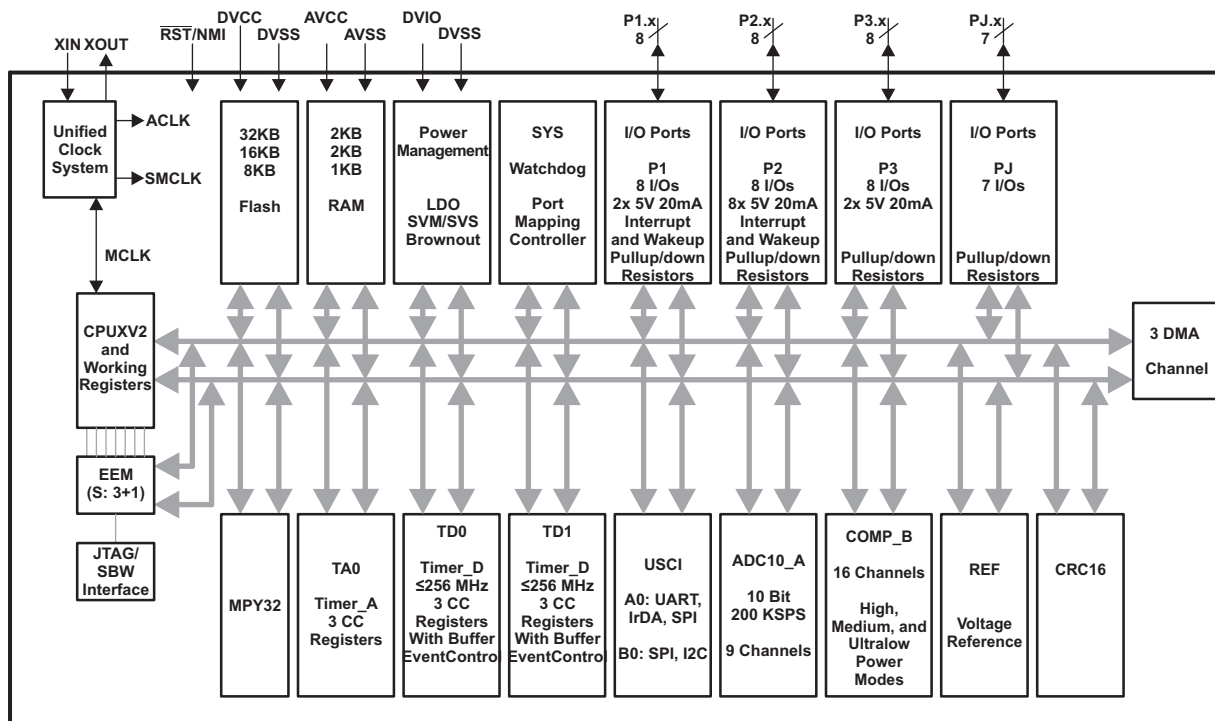 XIN XOUT
RST/NMI
DVCC
DVSS
AVCC
AVSS
DVIO
DVSS
P1.x
8
P2.x
8
P3.x
8
PJ.x
7
Unified
Clock
System
ACLK
SMCLK
MCLK
32KB
16KB
8KB
Flash
2KB
2KB
1KB
RAM
Power
Management
LDO
SVM/SVS
Brownout
SYS
Watchdog
Port
Mapping
Controller
I/O Ports
P1
8 I/Os
2x 5V 20mA
Interrupt
and Wakeup
Pullup/down
Resistors
I/O Ports
P2
8 I/Os
8x 5V 20mA
Interrupt
and Wakeup
Pullup/down
Resistors
I/O Ports
P3
8 I/Os
2x 5V 20mA
Pullup/down
Resistors
I/O Ports
PJ
7 I/Os
Pullup/down
Resistors
CPUXV2
and
Working
Registers
3 DMA
Channel
EEM
(S: 3+1)
JTAG/
SBW
Interface
MPY32
TA0
Timer_A
3 CC
Registers
TD0
Timer_D
≤256 MHz
3 CC
Registers
With Buffer
EventControl
TD1
Timer_D
≤256 MHz
3 CC
Registers
With Buffer
EventControl
USCI
A0: UART,
IrDA, SPI
B0: SPI, I2C
ADC10_A
10 Bit
200 KSPS
9 Channels
COMP_B
16 Channels
High,
Medium, and
Ultralow
Power
Modes
REF
Voltage
Reference
CRC16